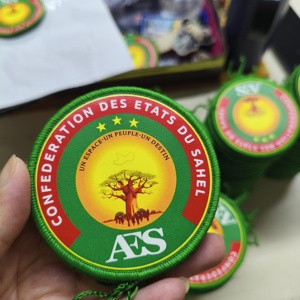 CONFEDERATION DES ETATS DU SAHEL
UN ESPACE-UN PEUPLE-UN DESTIN
AES